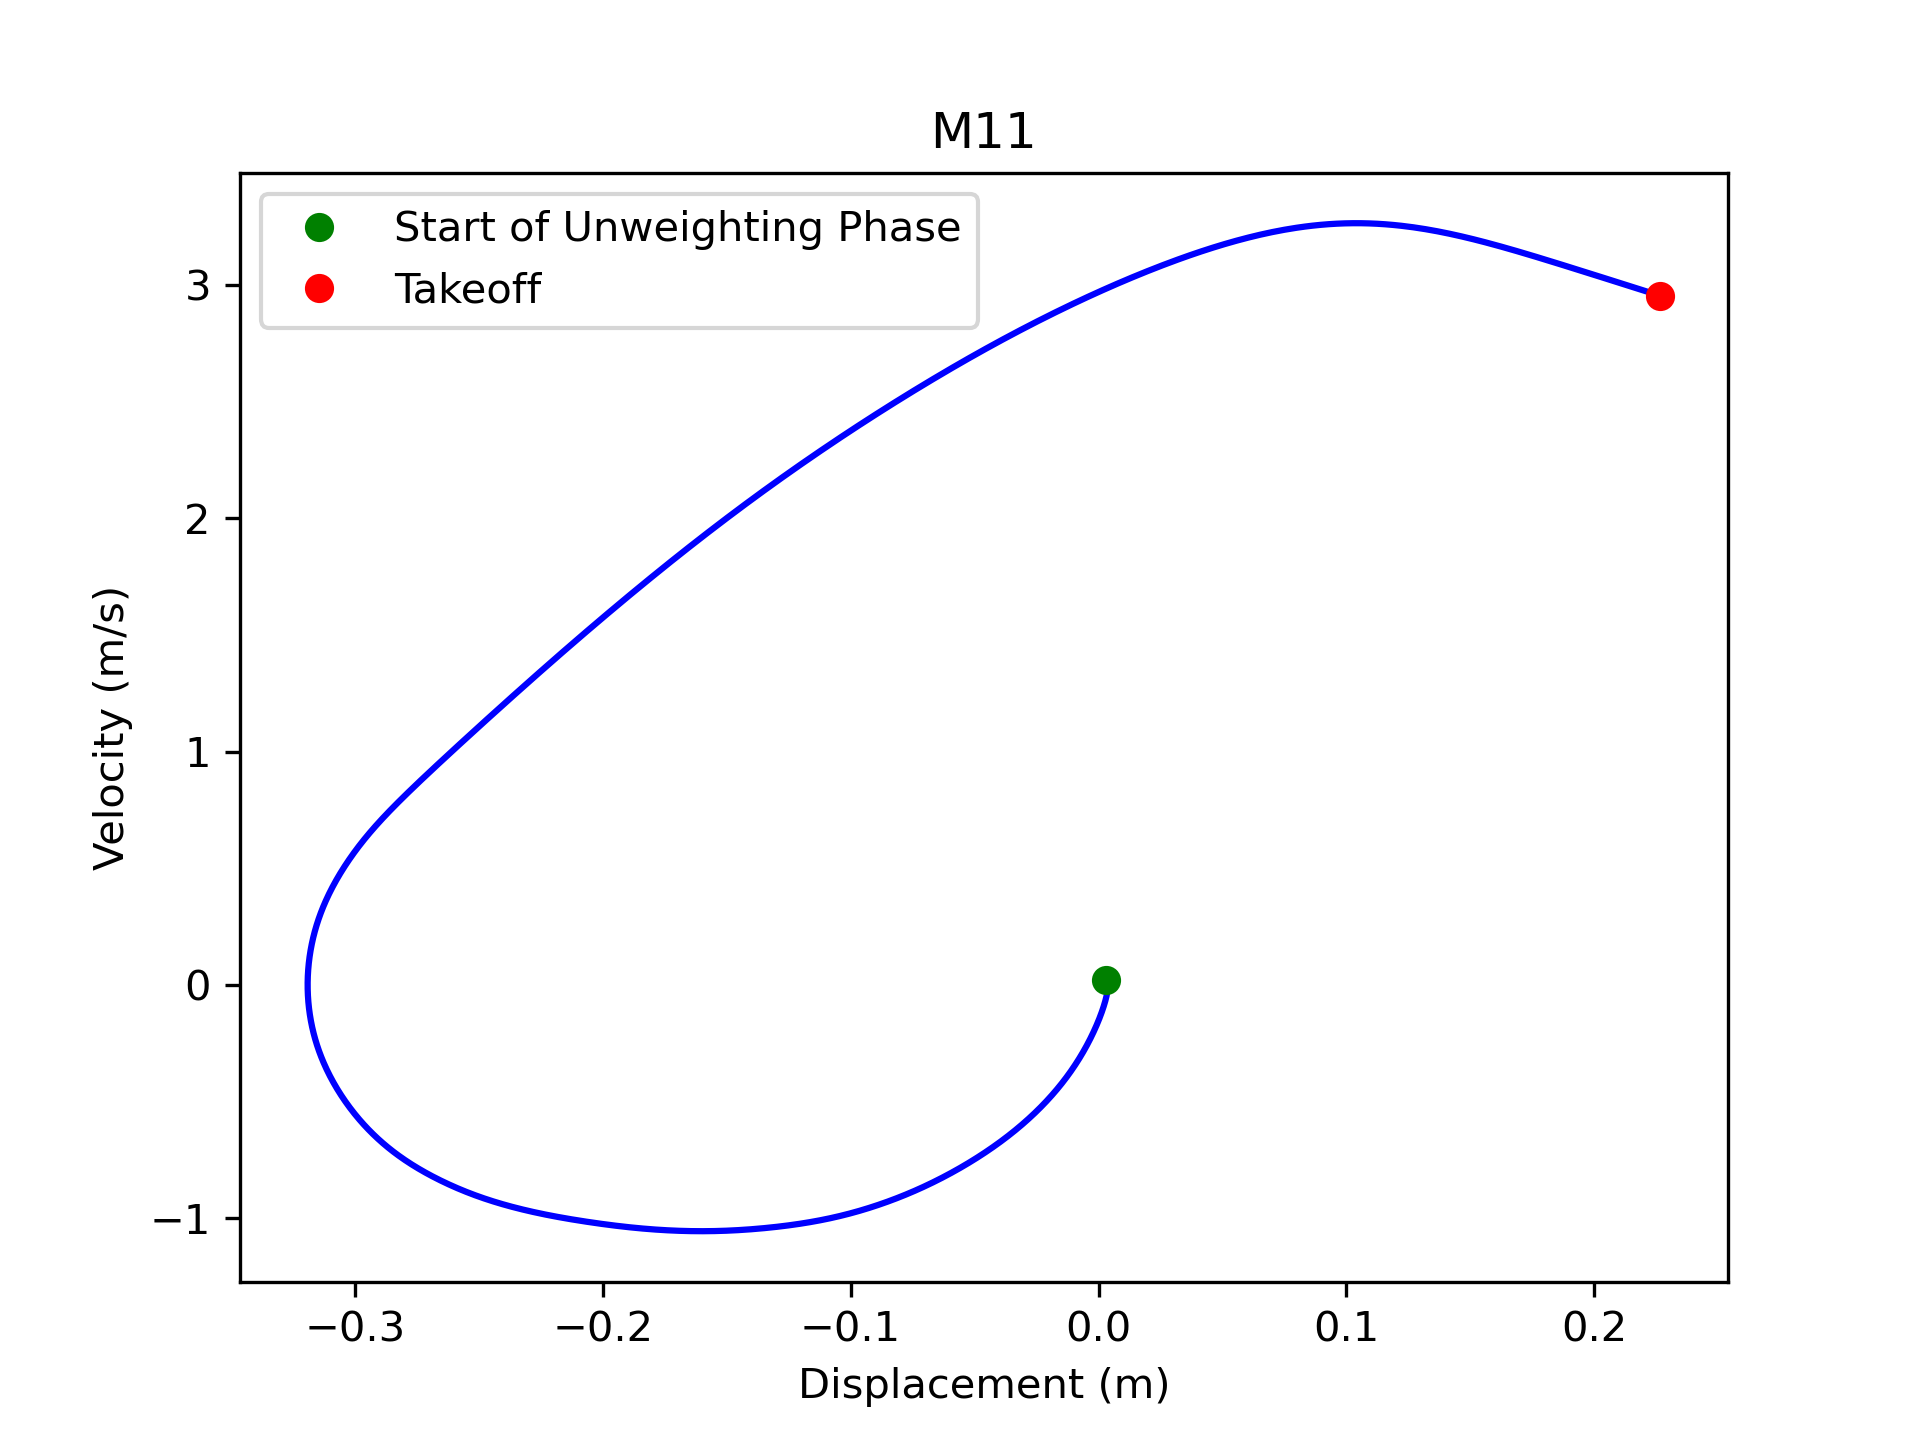 M11
Start of Unweighting Phase
Takeoff
3
2
1
0
−1
Velocity (m/s)
−0.3 −0.2 −0.1 0.0 0.1 0.2
Displacement (m)